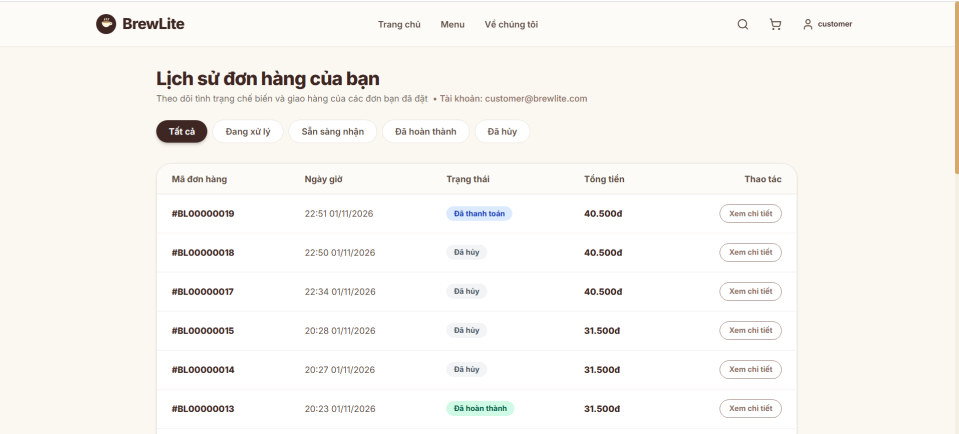 BrewLite Trang chủ Menu Về chúng tôi customer
Lịch sử đơn hàng của bạn
Theo dõi tình trạng chế biến và giao hàng của các đơn bạn đã đặt • Tài khoản: customer@brewlite.com
Tất cả Đang xử lý Sẵn sàng nhận Đã hoàn thành Đã hủy
Mã đơn hàng Ngày giờ Trạng thái Tổng tiền Thao tác
#BL00000019 22:51 01/11/2026 Đã thanh toán 40.500đ Xem chi tiết
#BL00000018 22:50 01/11/2026 Đã hủy 40.500đ Xem chi tiết
#BL00000017 22:34 01/11/2026 Đã hủy 40.500đ Xem chi tiết
#BL00000015 20:28 01/11/2026 Đã hủy 31.500đ Xem chi tiết
#BL00000014 20:27 01/11/2026 Đã hủy 31.500đ Xem chi tiết
#BL00000013 20:23 01/11/2026 Đã hoàn thành 31.500đ Xem chi tiết